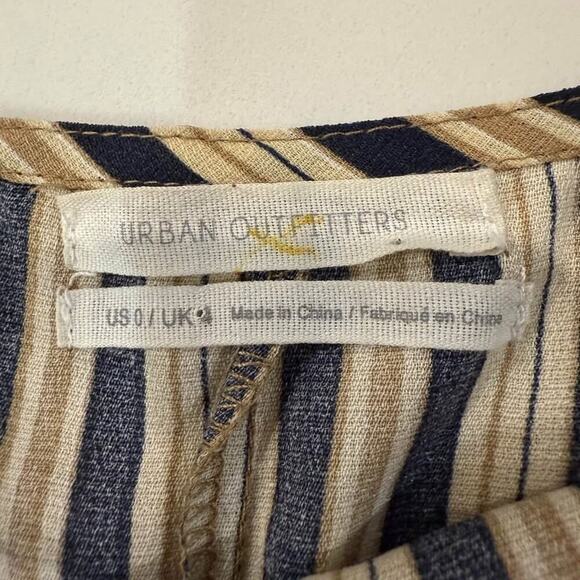 URBAN OUTFITTERS
US 0 / UK 4 Made in China / Fabriqué en Chine